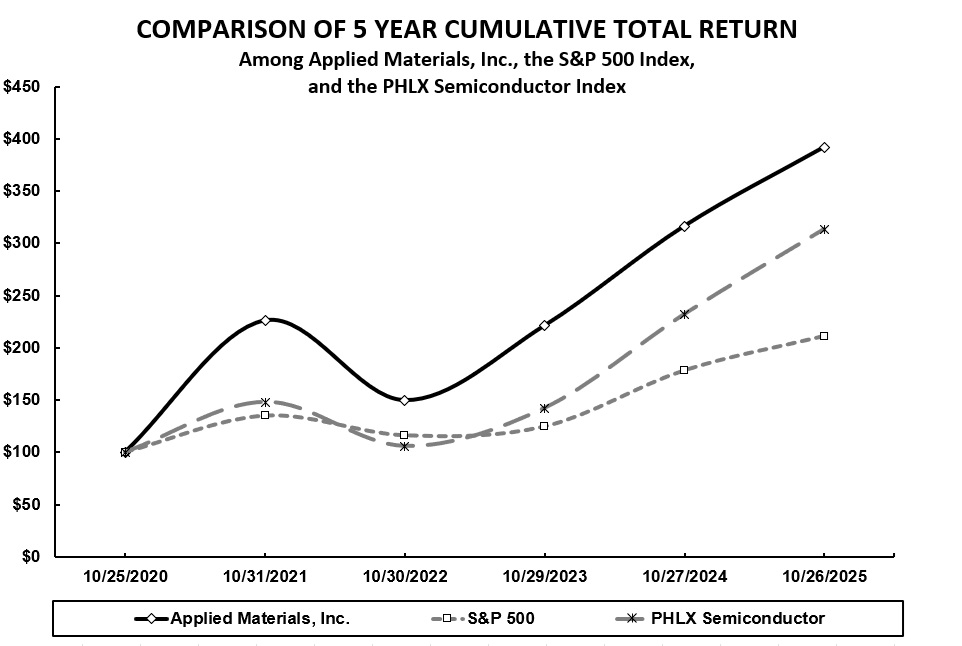 COMPARISON OF 5 YEAR CUMULATIVE TOTAL RETURN
Among Applied Materials, Inc., the S&P 500 Index,
and the PHLX Semiconductor Index
$450
$400
$350
$300
$250
$200
$150
$100
$50
$0
10/25/2020 10/31/2021 10/30/2022 10/29/2023 10/27/2024 10/26/2025
Applied Materials, Inc. S&P 500 PHLX Semiconductor